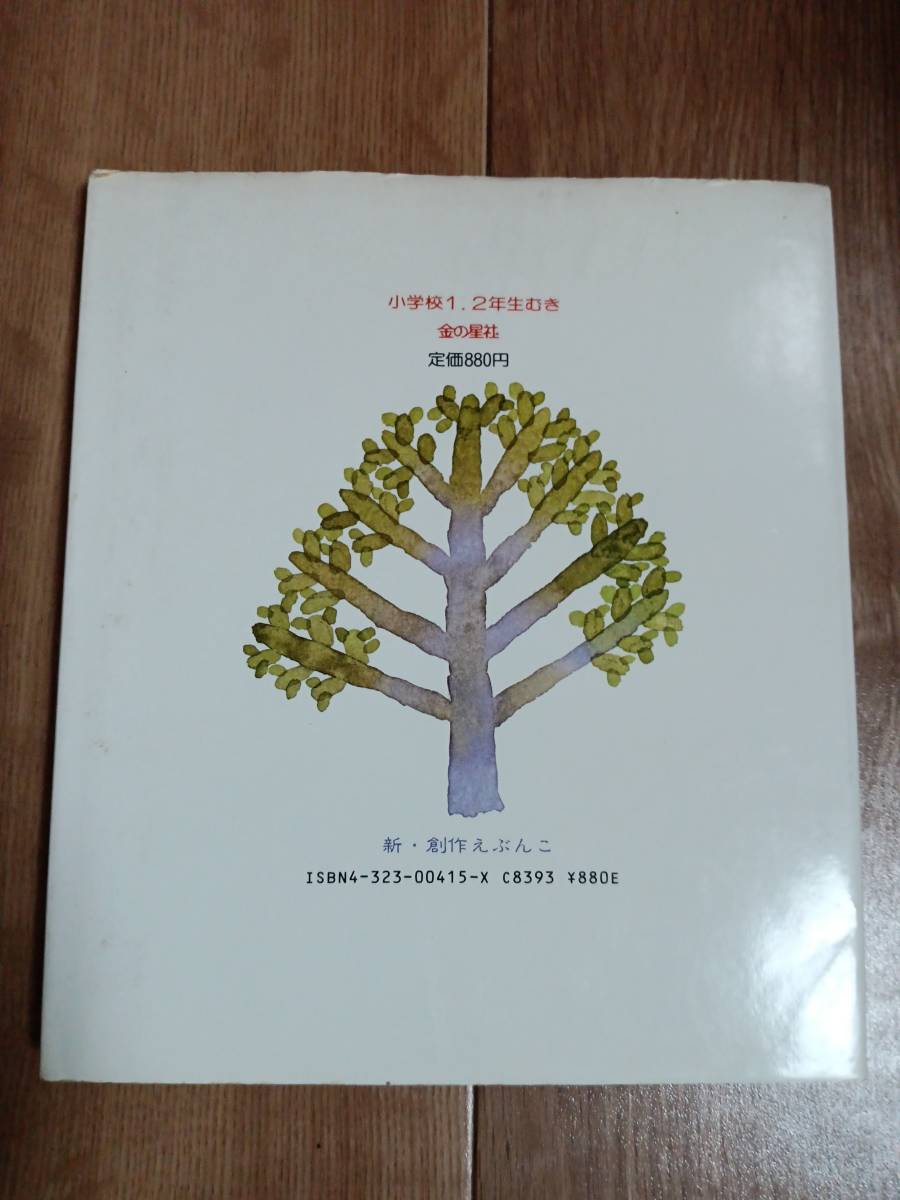 小学校1.2年生むき
金の星社
定価880円
新・創作えぶんこ
ISBN4-323-00415-X C8393 ¥880E